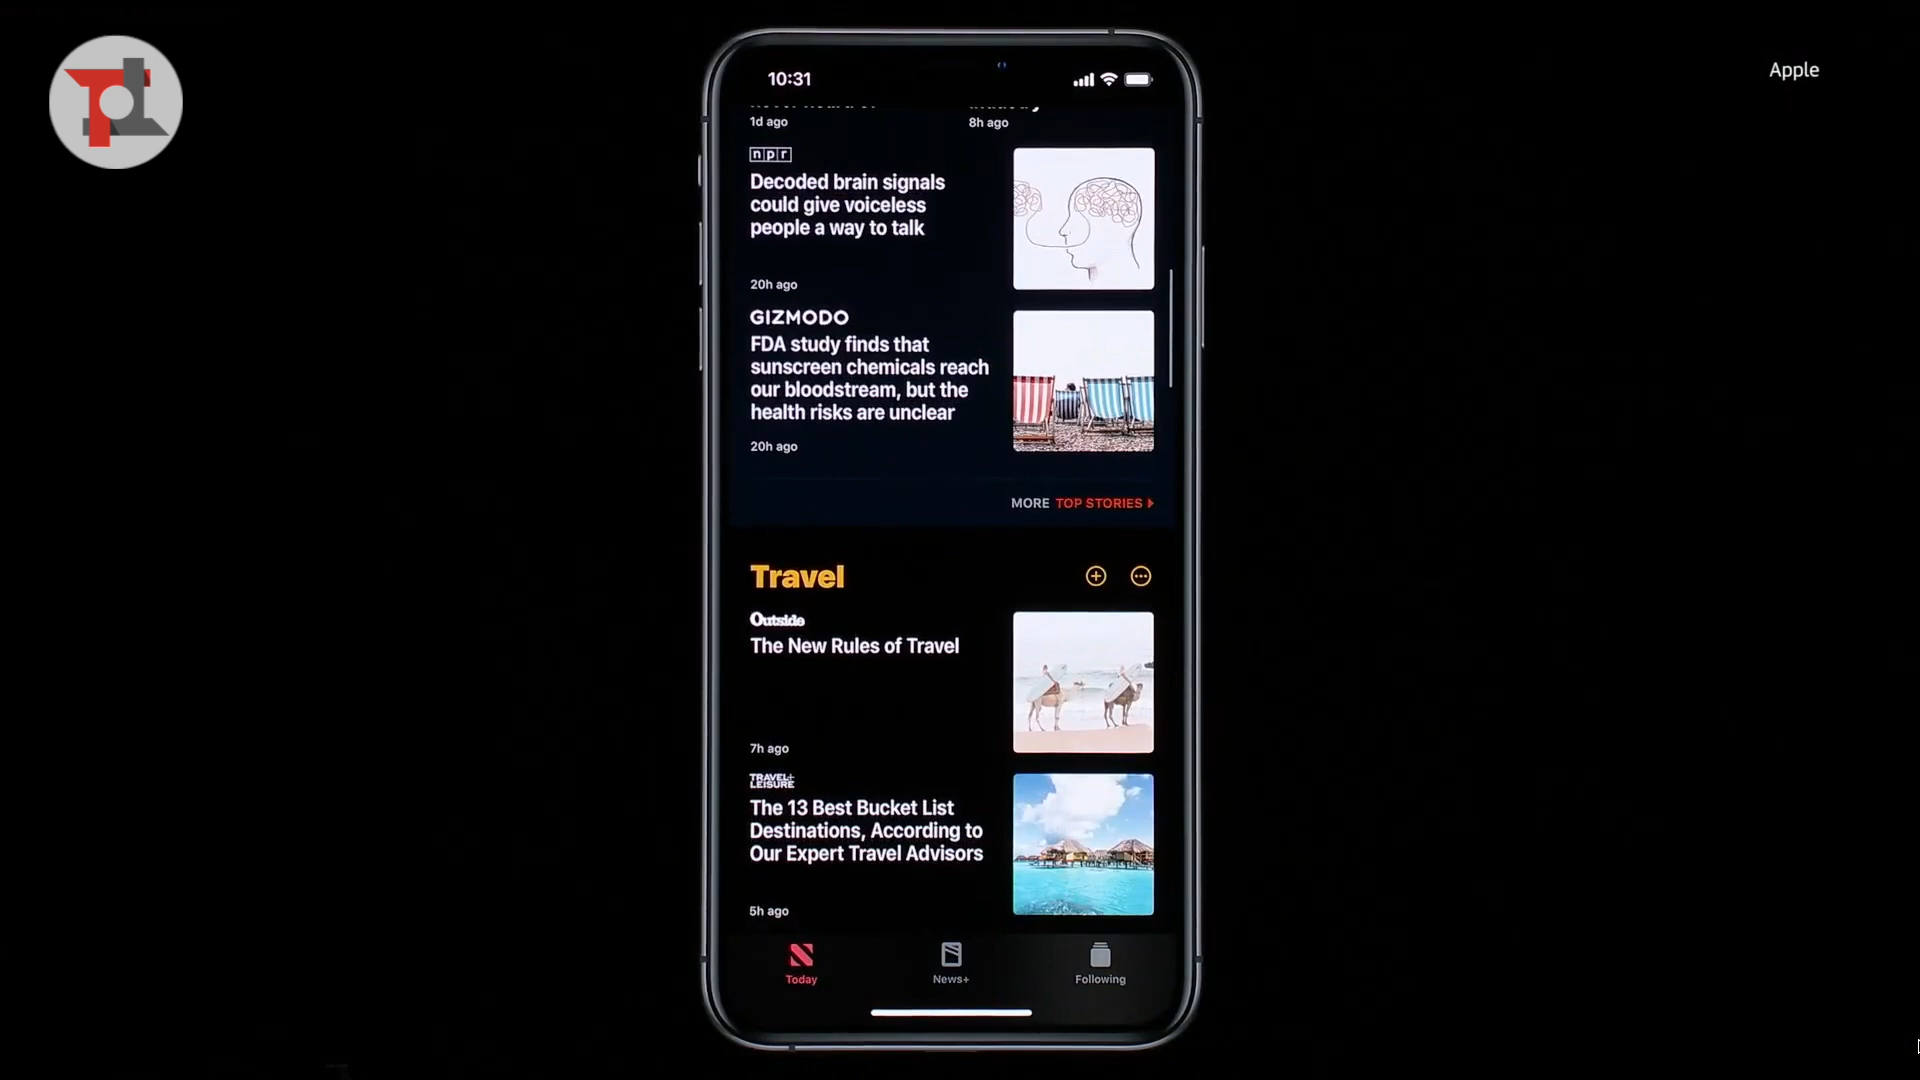 Apple
10:31
1d ago
8h ago
npr
Decoded brain signals
could give voiceless
people a way to talk
20h ago
GIZMODO
FDA study finds that
sunscreen chemicals reach
our bloodstream, but the
health risks are unclear
20h ago
MORE TOP STORIES
Travel
Outside
The New Rules of Travel
7h ago
TRAVEL+
LEISURE
The 13 Best Bucket List
Destinations, According to
Our Expert Travel Advisors
5h ago
Today
News+
Following